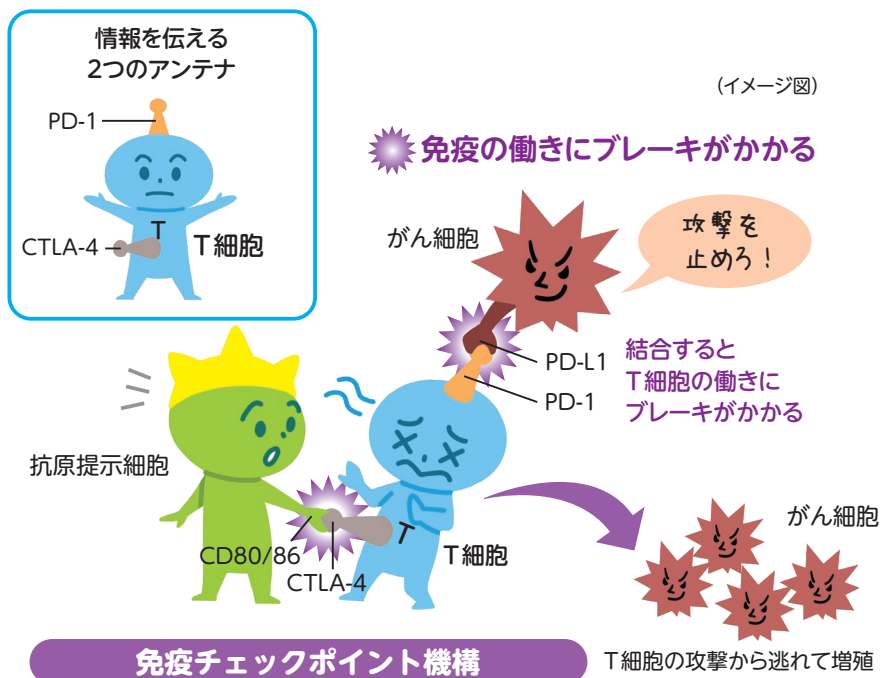 情報を伝える
2つのアンテナ
PD-1
CTLA-4
T
T細胞
(イメージ図)
免疫の働きにブレーキがかかる
がん細胞
攻撃を
止めろ！
PD-L1
PD-1
結合すると
T細胞の働きに
ブレーキがかかる
抗原提示細胞
CD80/86
CTLA-4
T
T細胞
がん細胞
T細胞の攻撃から逃れて増殖
免疫チェックポイント機構